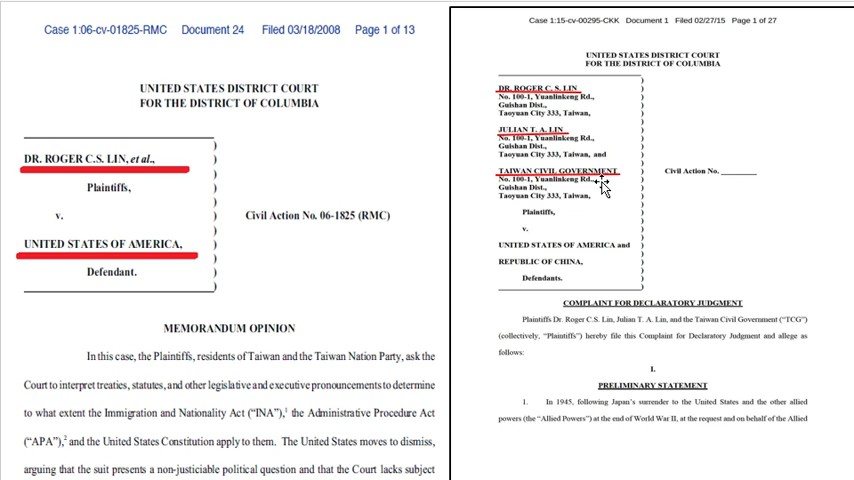 Case 1:06-cv-01825-RMC Document 24 Filed 03/18/2008 Page 1 of 13
UNITED STATES DISTRICT COURT
FOR THE DISTRICT OF COLUMBIA
DR. ROGER C.S. LIN, et al.,
Plaintiffs,
v.
Civil Action No. 06-1825 (RMC)
UNITED STATES OF AMERICA,
Defendant.
MEMORANDUM OPINION
In this case, the Plaintiffs, residents of Taiwan and the Taiwan Nation Party, ask the
Court to interpret treaties, statutes, and other legislative and executive pronouncements to determine
to what extent the Immigration and Nationality Act (“INA”),1 the Administrative Procedure Act
(“APA”),2 and the United States Constitution apply to them. The United States moves to dismiss,
arguing that the suit presents a non-justiciable political question and that the Court lacks subject
Case 1:15-cv-00295-CKK Document 1 Filed 02/27/15 Page 1 of 27
UNITED STATES DISTRICT COURT
FOR THE DISTRICT OF COLUMBIA
DR. ROGER C. S. LIN
No. 100-1, Yuanlinkeng Rd.,
Guishan Dist.,
Taoyuan City 333, Taiwan,
JULIAN T. A. LIN
No. 100-1, Yuanlinkeng Rd.,
Guishan Dist.,
Taoyuan City 333, Taiwan, and
TAIWAN CIVIL GOVERNMENT
No. 100-1, Yuanlinkeng Rd.,
Guishan Dist.,
Taoyuan City 333, Taiwan,
Civil Action No. ________
Plaintiffs,
v.
UNITED STATES OF AMERICA and
REPUBLIC OF CHINA,
Defendants.
COMPLAINT FOR DECLARATORY JUDGMENT
Plaintiffs Dr. Roger C.S. Lin, Julian T. A. Lin, and the Taiwan Civil Government (“TCG”)
(collectively, “Plaintiffs”) hereby file this Complaint for Declaratory Judgment and allege as
follows:
I.
PRELIMINARY STATEMENT
1. In 1945, following Japan’s surrender to the United States and the other allied
powers (the “Allied Powers”) at the end of World War II, at the request and on behalf of the Allied